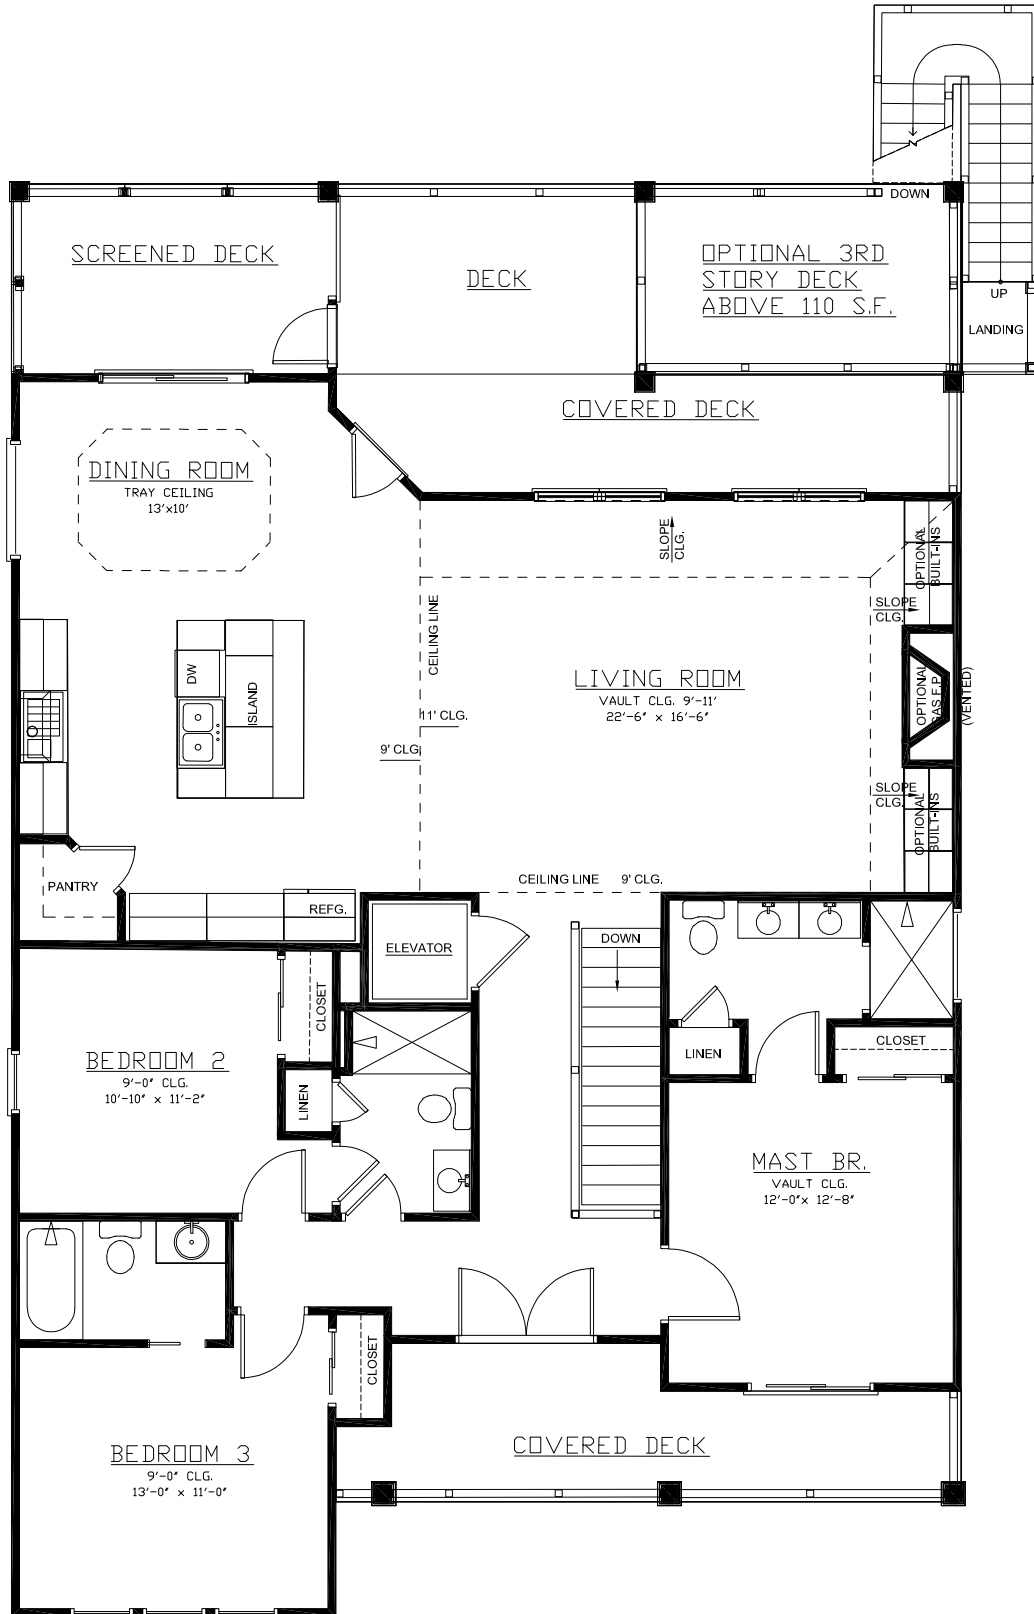 DOWN
SCREENED DECK
DECK
OPTIONAL 3RD
STORY DECK
ABOVE 110 S.F.
UP
LANDING
COVERED DECK
DINING ROOM
TRAY CEILING
13'x10'
SLOPE
CLG.
OPTIONAL
BUILT-INS
SLOPE
CLG.
CEILING LINE
DW
ISLAND
LIVING ROOM
VAULT CLG. 9'-11'
22'-6" x 16'-6"
OPTIONAL
GAS F.P.
(VENTED)
11' CLG.
9' CLG.
SLOPE
CLG.
OPTIONAL
BUILT-INS
PANTRY
CEILING LINE 9' CLG.
REFG.
ELEVATOR
DOWN
CLOSET
BEDROOM 2
9'-0" CLG.
10'-10" x 11'-2"
LINEN
LINEN
CLOSET
MAST BR.
VAULT CLG.
12'-0"x 12'-8"
CLOSET
BEDROOM 3
9'-0" CLG.
13'-0" x 11'-0"
COVERED DECK